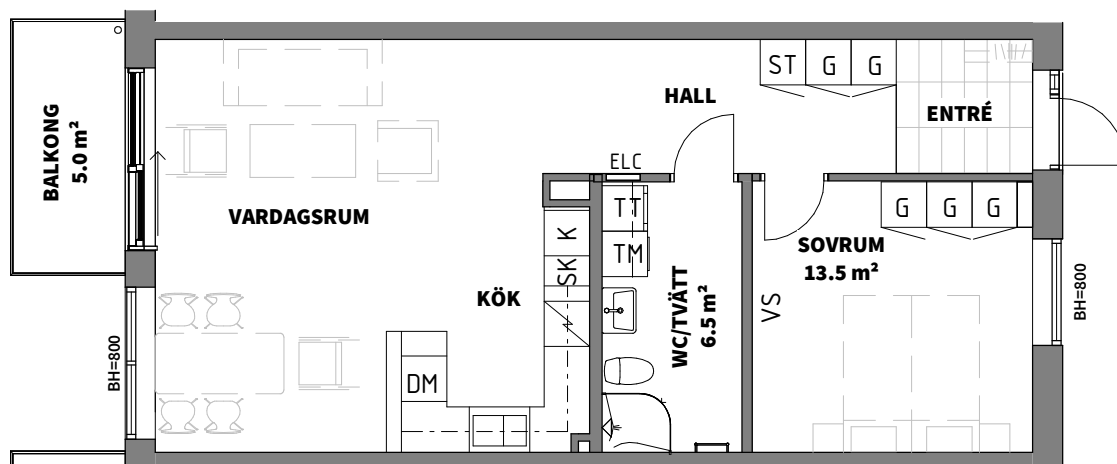 BALKONG
5.0 m²
BH=800
VARDAGSRUM
KÖK
DM
K
SK
HALL
ELC
TT
TM
WC/TVÄTT
6.5 m²
ST
G
G
ENTRÉ
G
G
G
SOVRUM
13.5 m²
VS
BH=800